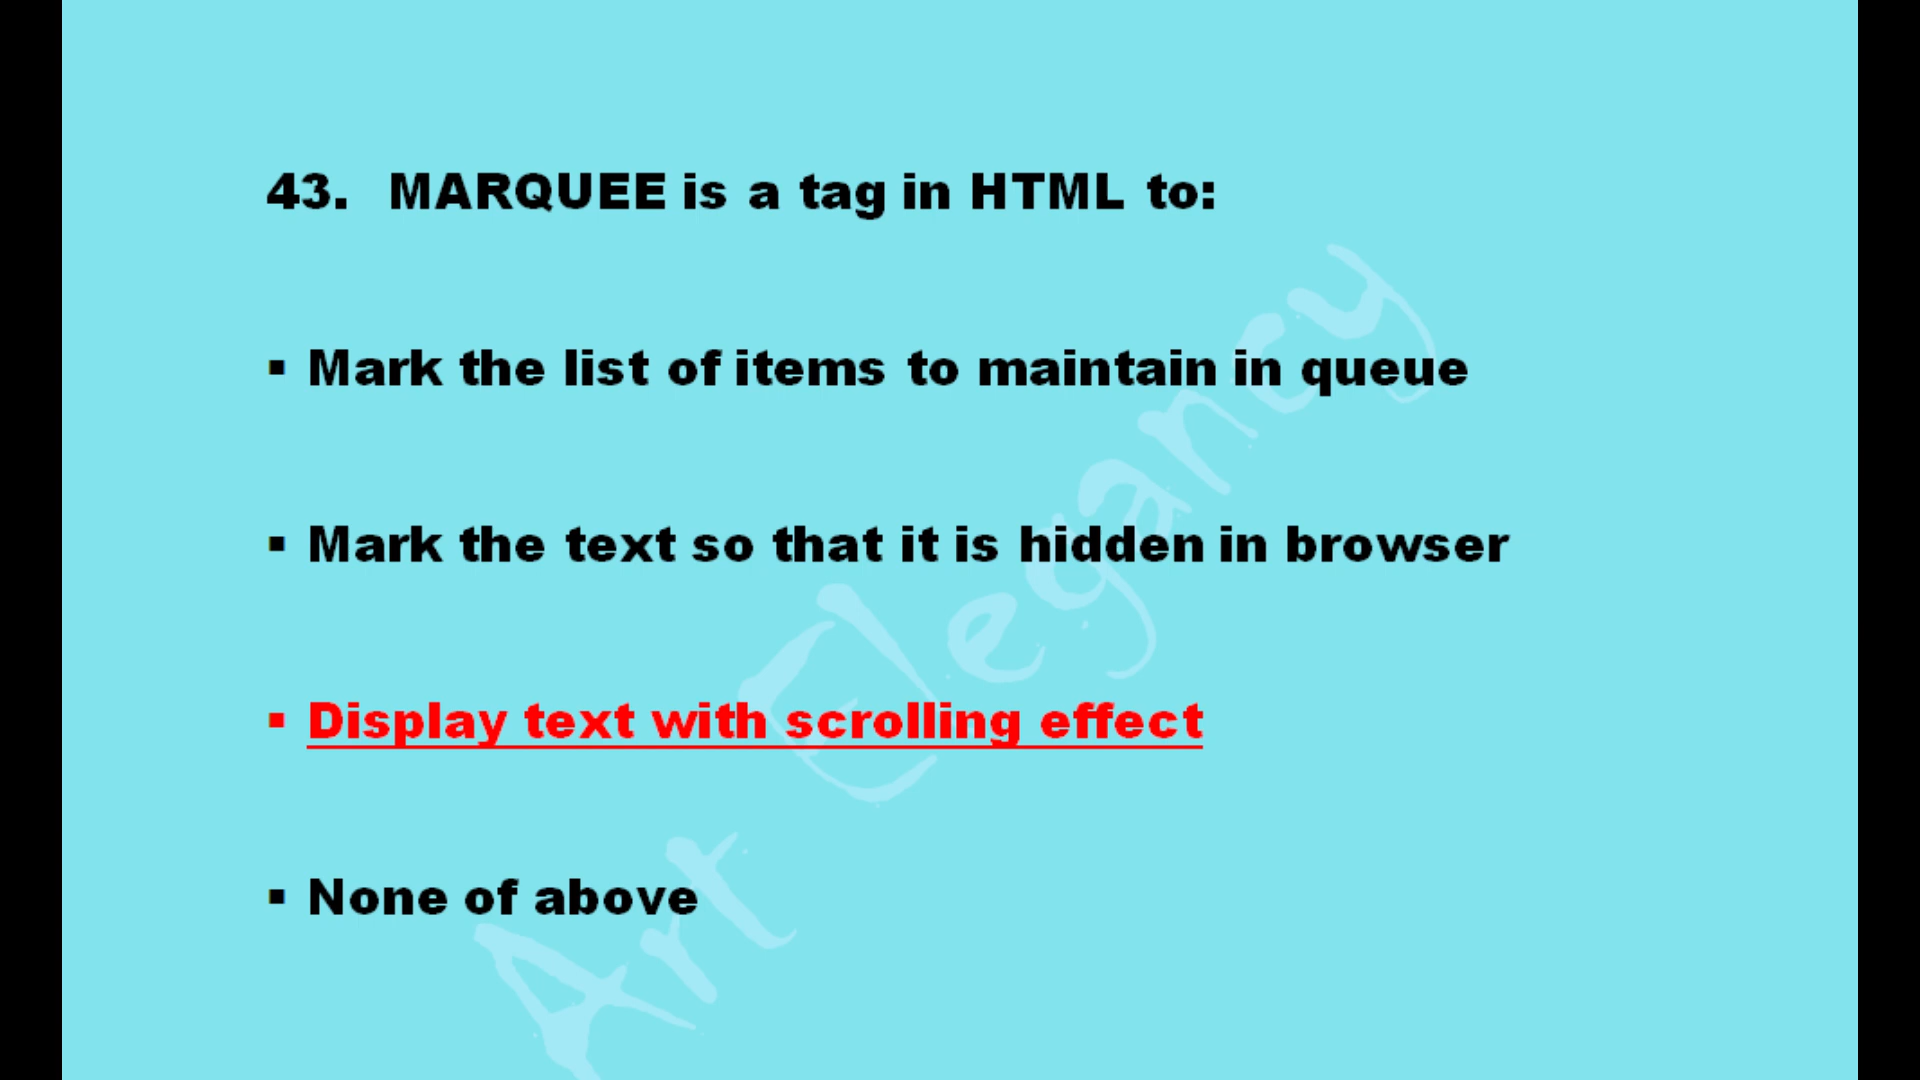 43. MARQUEE is a tag in HTML to:
▪ Mark the list of items to maintain in queue
▪ Mark the text so that it is hidden in browser
▪ Display text with scrolling effect
▪ None of above
Art Elegancy